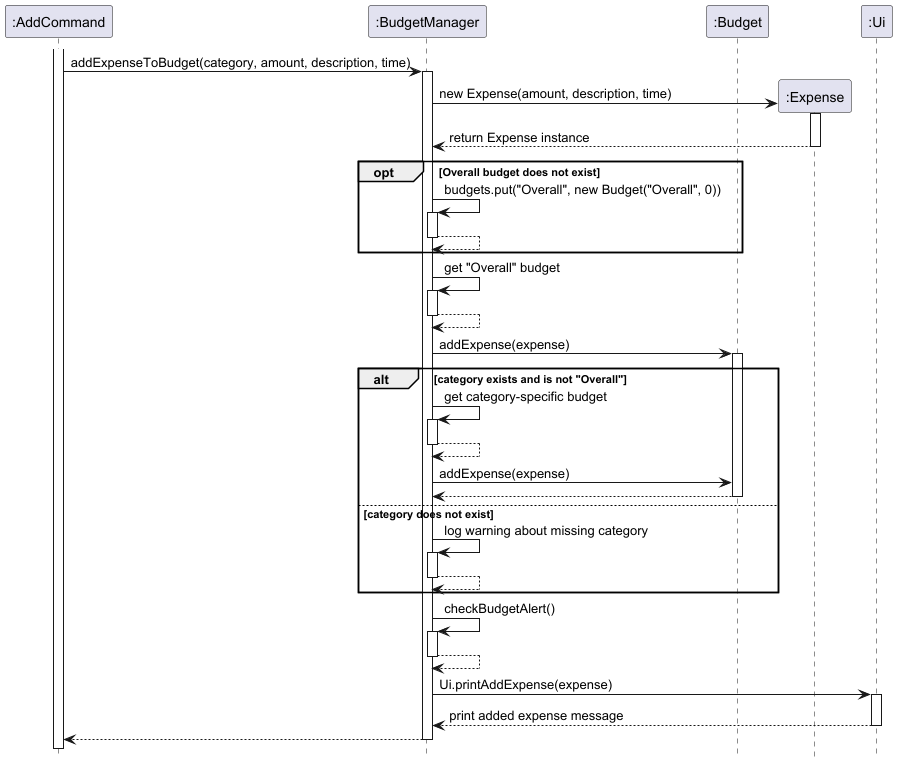 :AddCommand
:BudgetManager
:Budget
:Ui
addExpenseToBudget(category, amount, description, time)
new Expense(amount, description, time)
:Expense
return Expense instance
opt
[Overall budget does not exist]
budgets.put("Overall", new Budget("Overall", 0))
get "Overall" budget
addExpense(expense)
alt
[category exists and is not "Overall"]
get category-specific budget
addExpense(expense)
[category does not exist]
log warning about missing category
checkBudgetAlert()
Ui.printAddExpense(expense)
print added expense message